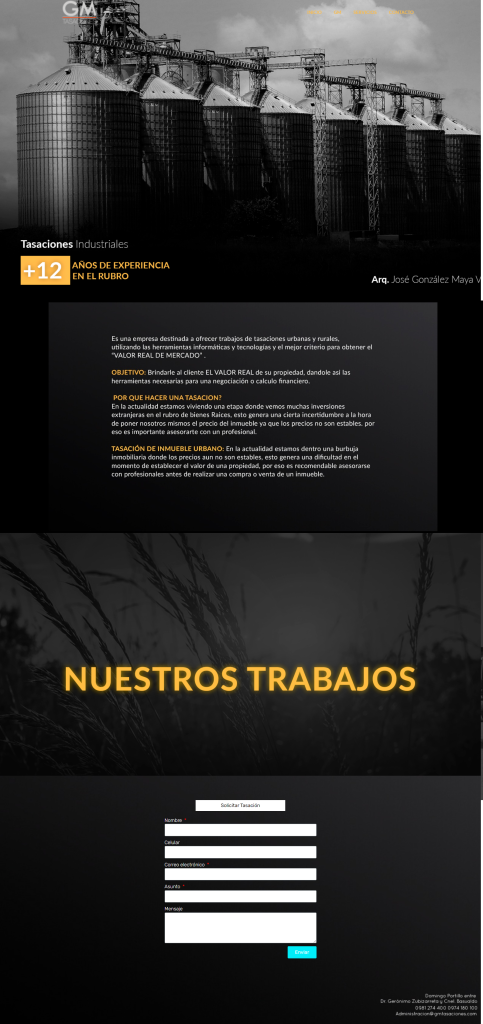 GM
Tasaciones Industriales
+12 AÑOS DE EXPERIENCIA
EN EL RUBRO
Arq. José González Maya V
Es una empresa destinada a ofrecer trabajos de tasaciones urbanas y rurales,
utilizando las herramientas informáticas y tecnologías y el mejor criterio para obtener el
“VALOR REAL DE MERCADO” .
OBJETIVO: Brindarle al cliente EL VALOR REAL de su propiedad, dandole asi las
herramientas necesarias para una negociación o calculo financiero.
POR QUE HACER UNA TASACION?
En la actualidad estamos viviendo una etapa donde vemos muchas inversiones
extranjeras en el rubro de bienes Raíces, esto genera una cierta incertidumbre a la hora
de poner nosotros mismos el precio del inmueble ya que los precios no son estables. por
eso es importante asesorarte con un profesional.
TASACIÓN DE INMUEBLE URBANO: En la actualidad estamos dentro una burbuja
inmobiliaria donde los precios aun no son estables, esto genera una dificultad en el
momento de establecer el valor de una propiedad, por eso es recomendable asesorarse
con profesionales antes de realizar una compra o venta de un inmueble.
NUESTROS TRABAJOS
Solicitar Tasación
Nombre *
Celular
Correo electrónico *
Asunto *
Mensaje
Enviar
Domingo Portillo entre
Dr. Gerónimo Zubizarreta y Cnel. Basualdo
0981 274 400 0974 180 100
Administracion@gmtasaciones.com